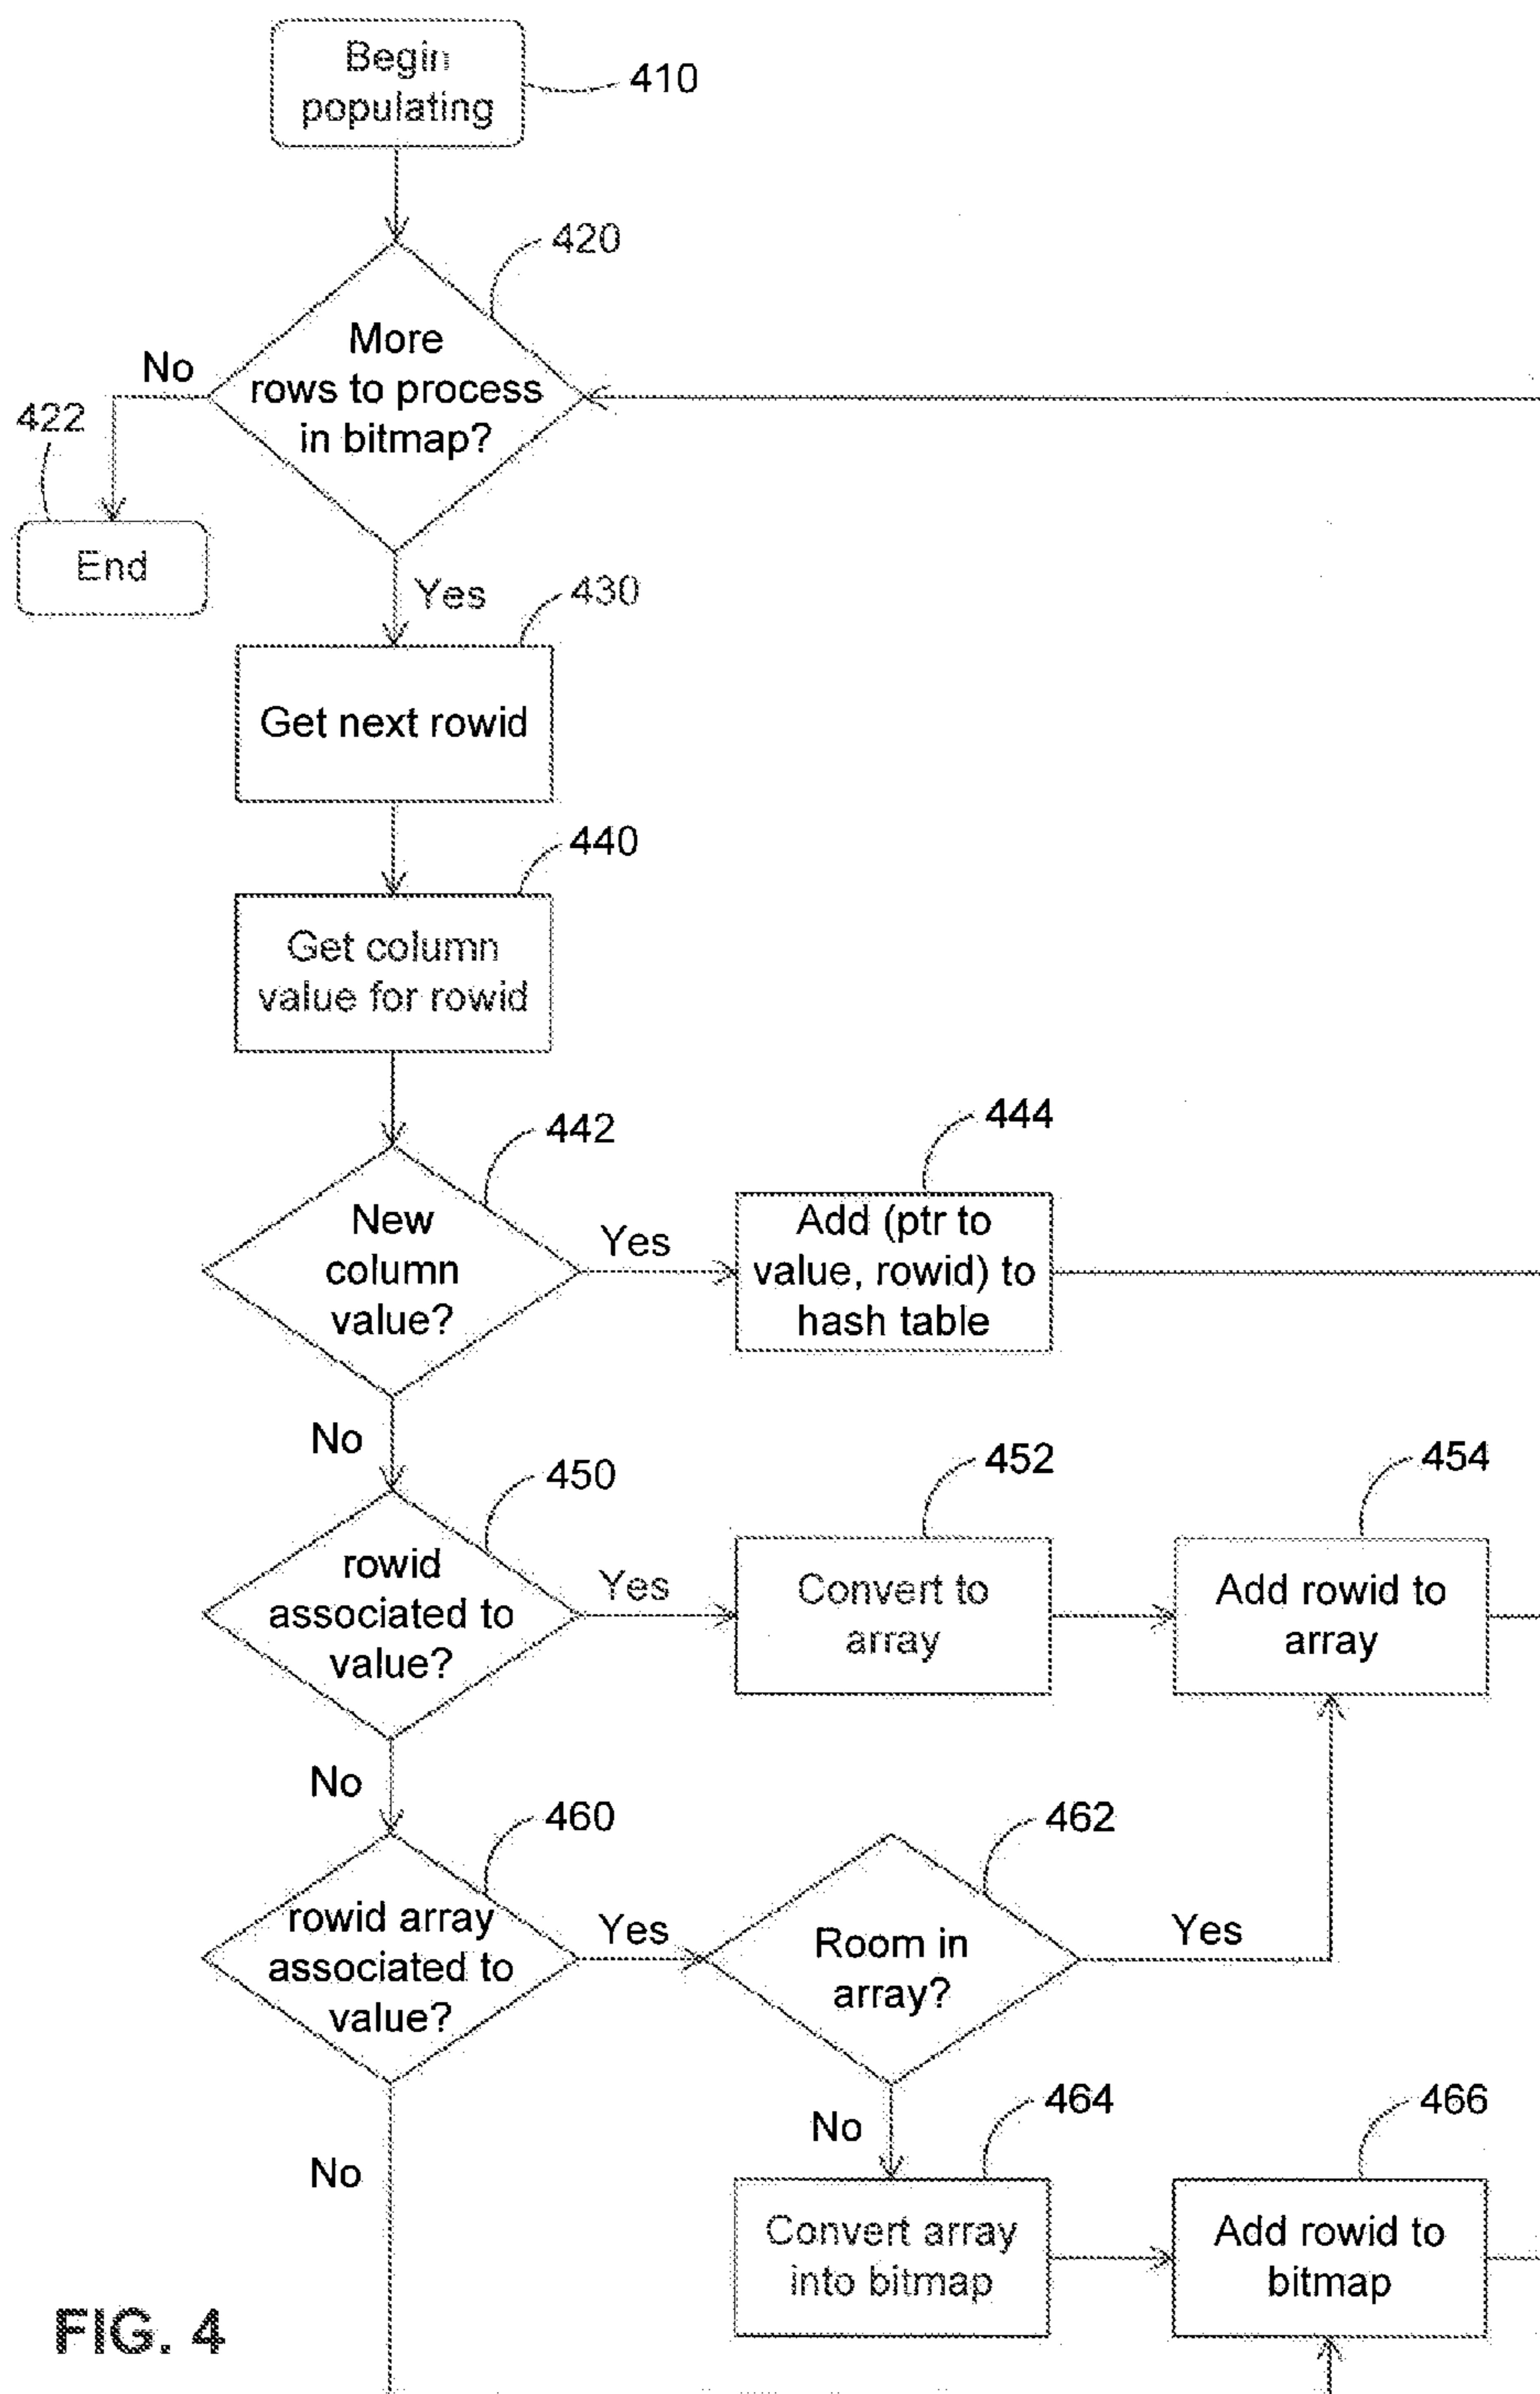 Begin
populating
410
420
More
rows to process
in bitmap?
No
422
End
Yes
430
Get next rowid
440
Get column
value for rowid
442
New
column
value?
Yes
444
Add (ptr to
value, rowid) to
hash table
No
450
rowid
associated to
value?
Yes
452
Convert to
array
454
Add rowid to
array
No
460
rowid array
associated to
value?
Yes
462
Room in
array?
Yes
No
464
Convert array
into bitmap
466
Add rowid to
bitmap
No
FIG. 4